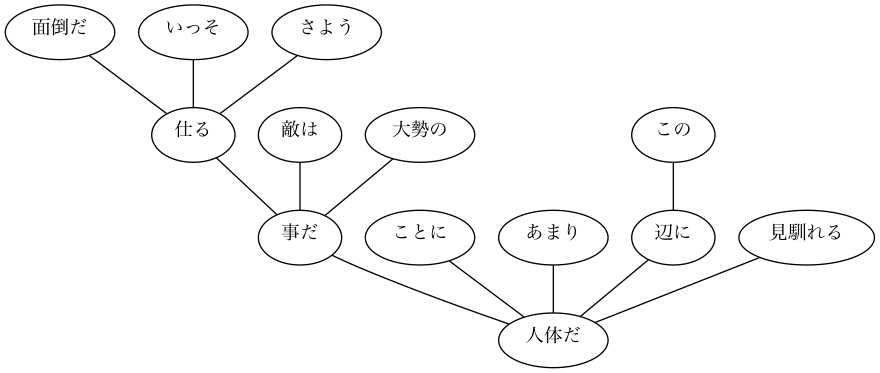 面倒だ いっそ さよう
仕る 敵は 大勢の この
事だ ことに あまり 辺に 見馴れる
人体だ